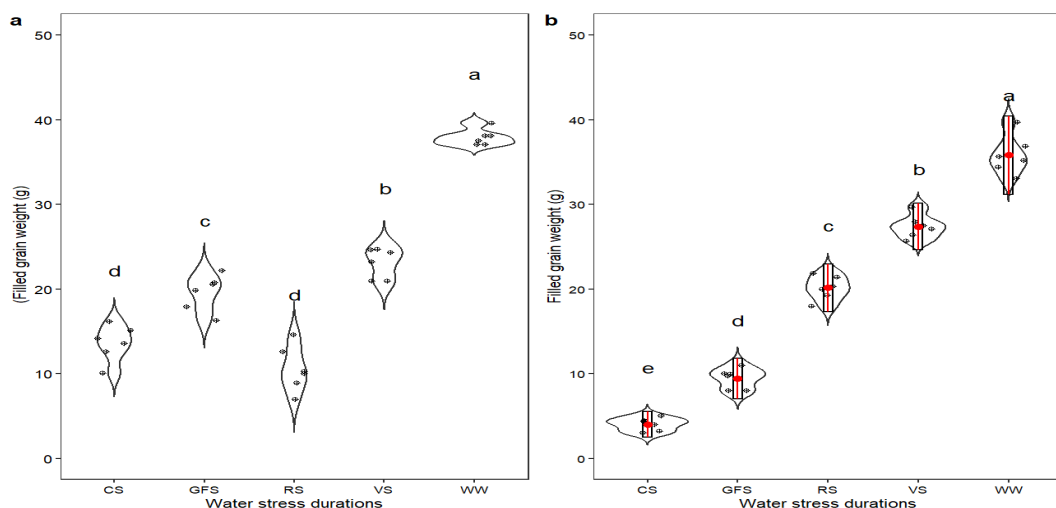 a
(Filled grain weight (g)
50
40
30
20
10
0
d
c
d
b
a
CS GFS RS VS WW
Water stress durations
b
Filled grain weight (g)
50
40
30
20
10
0
e
d
c
b
a
CS GFS RS VS WW
Water stress durations